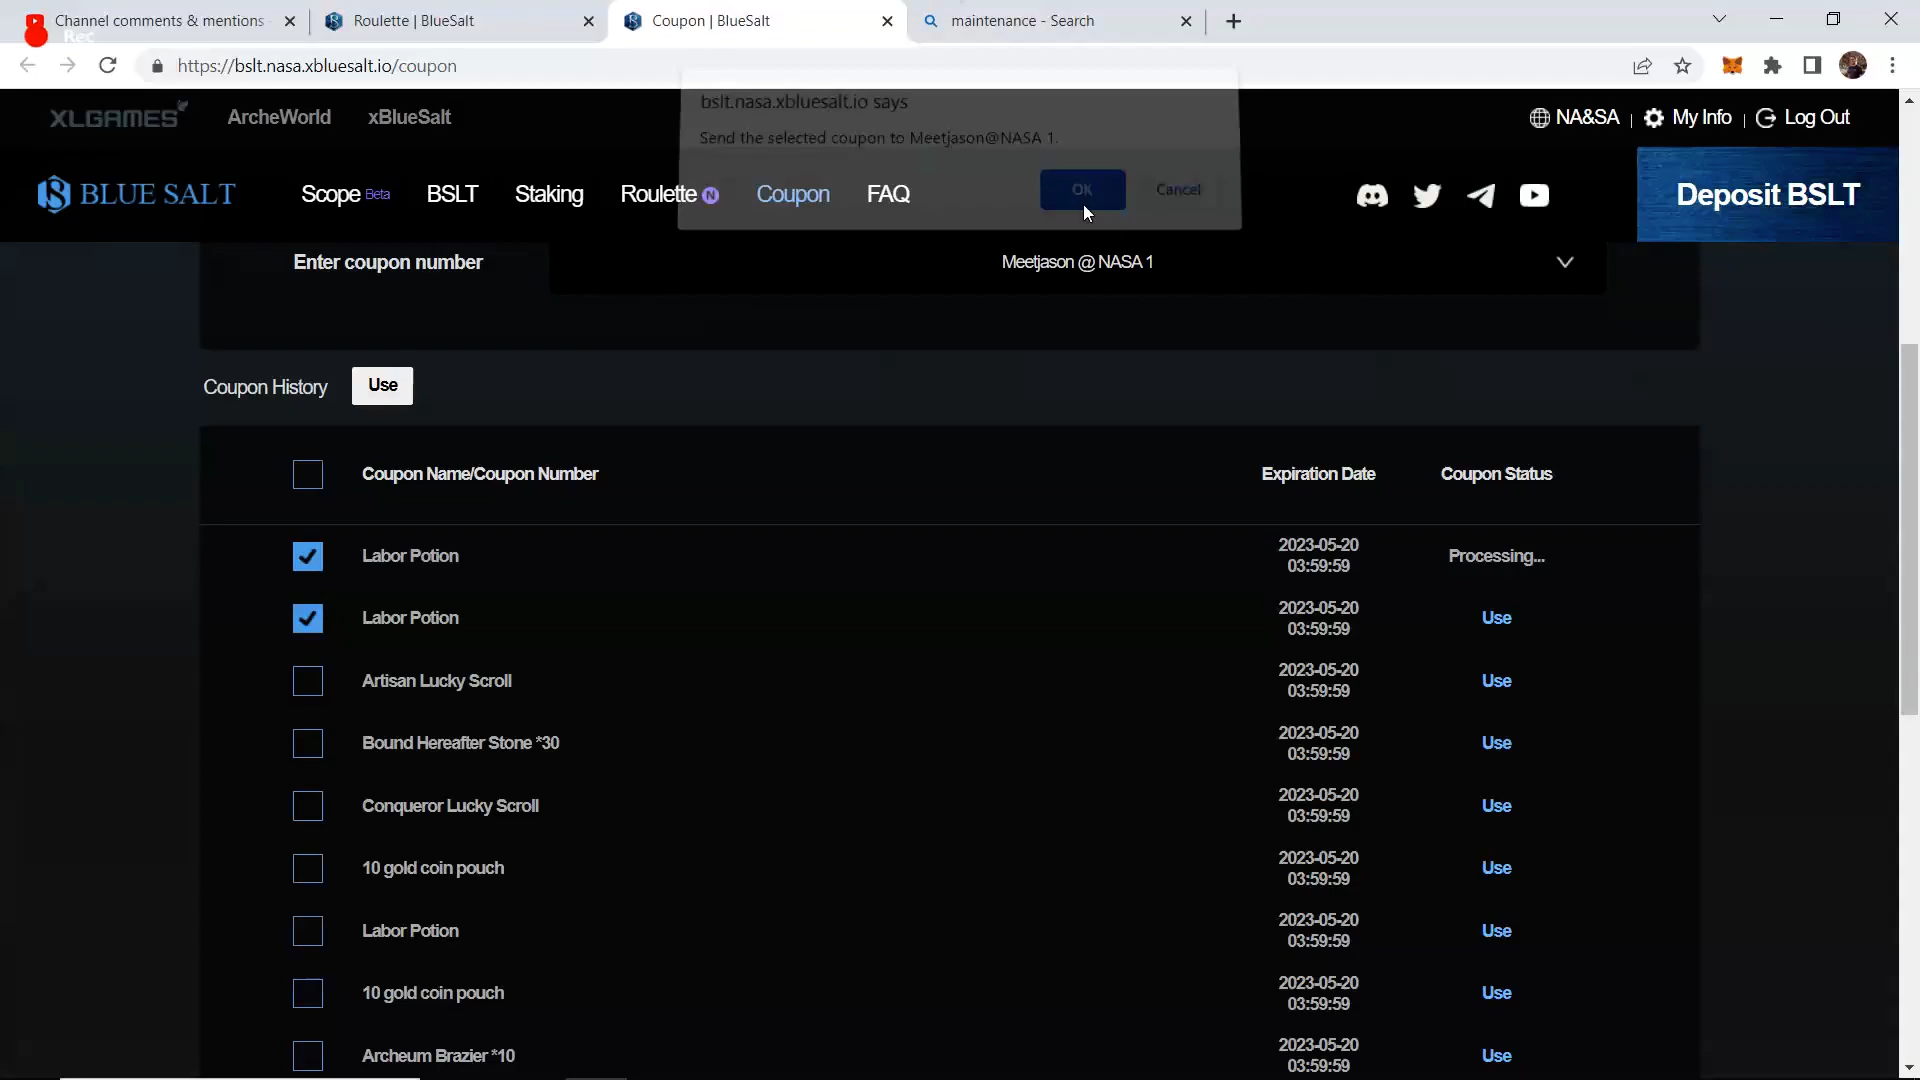 Channel comments & mentions
Roulette | BlueSalt
Coupon | BlueSalt
maintenance - Search
Rec
https://bslt.nasa.xbluesalt.io/coupon
XLGAMES
ArcheWorld
xBlueSalt
NA&SA
My Info
Log Out
bslt.nasa.xbluesalt.io says
Send the selected coupon to Meetjason@NASA 1.
OK
Cancel
BLUE SALT
Scope Beta
BSLT
Staking
Roulette N
Coupon
FAQ
Deposit BSLT
Enter coupon number
Meetjason @ NASA 1
Coupon History
Use
Coupon Name/Coupon Number
Expiration Date
Coupon Status
Labor Potion
2023-05-20
03:59:59
Processing...
Labor Potion
2023-05-20
03:59:59
Use
Artisan Lucky Scroll
2023-05-20
03:59:59
Use
Bound Hereafter Stone *30
2023-05-20
03:59:59
Use
Conqueror Lucky Scroll
2023-05-20
03:59:59
Use
10 gold coin pouch
2023-05-20
03:59:59
Use
Labor Potion
2023-05-20
03:59:59
Use
10 gold coin pouch
2023-05-20
03:59:59
Use
Archeum Brazier *10
2023-05-20
03:59:59
Use